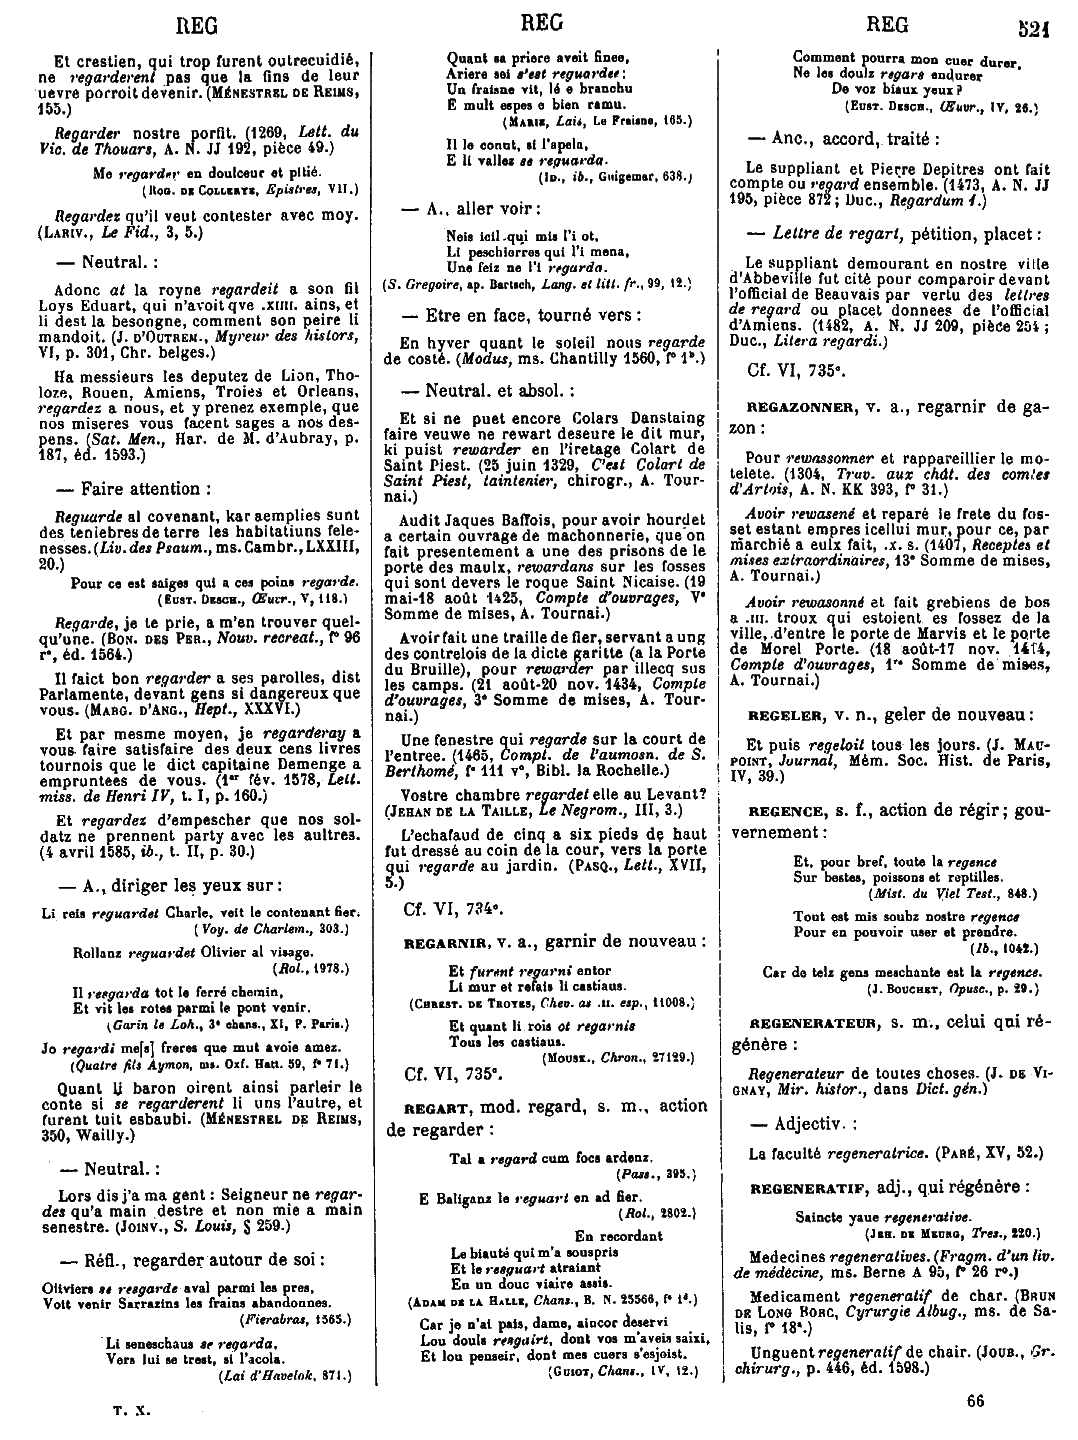 REG
REG
REG
521
Et crestien, qui trop furent outrecuidié,
ne regarderent pas que la fins de leur
uevre porroit devenir. (MÉNESTREL DE REIMS,
155.)
Regarder nostre porfit. (1269, Lett. du
Vic. de Thouars, A. N. JJ 192, pièce 49.)
Me regarder en douleeur et pitié.
(ROG. DE COLLERYE, Epistres, VII.)
Regardez qu'il veut contester avec moy.
(LARIV., Le Fid., 3, 5.)
— Neutral. :
Adonc at la royne regardeit a son fil
Loys Eduart, qui n'avoit qve .XIIII. ains, et
li dest la besongne, comment son peire li
mandoit. (J. D'OUTREM., Myreur des histors,
VI, p. 301, Chr. belges.)
Ha messieurs les deputez de Lion, Tho-
loze, Rouen, Amiens, Troies et Orleans,
regardez a nous, et y prenez exemple, que
nos miseres vous facent sages a nos des-
pens. (Sat. Men., Har. de M. d'Aubray, p.
187, éd. 1593.)
— Faire attention :
Reguarde al covenant, kar aemplies sunt
des teniebres de terre les habitatiuns fele-
nesses. (Liv. des Psaum., ms. Cambr., LXXIII,
20.)
Pour ce est saiges qui a ces poins regarde.
(EUST. DESCH., Œuvr., V, 118.)
Regarde, je te prie, a m'en trouver quel-
qu'une. (BON. DES PER., Nouv. recreat., f° 96
r°, éd. 1564.)
Il faict bon regarder a ses parolles, dist
Parlamente, devant gens si dangereux que
vous. (MARG. D'ANG., Hept., XXXVI.)
Et par mesme moyen, je regarderay a
vous faire satisfaire des deux cens livres
tournois que le dict capitaine Demenge a
empruntees de vous. (1er fév. 1578, Lett.
miss. de Henri IV, t. I, p. 160.)
Et regardez d'empescher que nos sol-
datz ne prennent party avec les aultres.
(4 avril 1585, ib., t. II, p. 30.)
— A., diriger les yeux sur :
Li reis reguardet Charle, veit le contenant fier.
(Voy. de Charlem., 303.)
Rollanz reguardet Olivier al visage.
(Rol., 1978.)
Il resgarda tot le ferré chemin,
Et vit les rotes parmi le pont venir.
(Garin le Loh., 3e chans., XI, P. Paris.)
Jo regardi me[s] freres que mut avoie amez.
(Quatre fils Aymon, ms. Oxf. Hatt. 59, f° 71.)
Quant li baron oirent ainsi parleir le
conte si se regarderent li uns l'autre, et
furent tuit esbaubi. (MÉNESTREL DE REIMS,
350, Wailly.)
— Neutral. :
Lors dis j'a ma gent : Seigneur ne regar-
des qu'a main destre et non mie a main
senestre. (JOINV., S. Louis, § 259.)
— Réfl., regarder autour de soi :
Oliviers se resgarde aval parmi les pres,
Voit venir Sarrazins les frains abandonnes.
(Fierabras, 1565.)
Li seneschaus se regarda,
Vers lui se trest, si l'acola.
(Lai d'Havelok, 871.)
T. X.
Quant sa priere aveit finee,
Ariere sei s'est reguardee :
Un fraisne vit, lé e branchu
E mult espes e bien ramu.
(MARIE, Lais, Le Fraisne, 165.)
Il le conut, si l'apela,
E li vallez se reguarda.
(ID., ib., Guigemar, 638.)
— A., aller voir :
Neis icil qui mis l'i ot,
Li peschierres qui l'i mena,
Une feiz ne l'i regarda.
(S. Gregoire, ap. Bartsch, Lang. et litt. fr., 99, 12.)
— Etre en face, tourné vers :
En hyver quant le soleil nous regarde
de costé. (Modus, ms. Chantilly 1560, f° 1b.)
— Neutral. et absol. :
Et si ne puet encore Colars Danstaing
faire veuwe ne rewart deseure le dit mur,
ki puist rewarder en l'iretage Colart de
Saint Piest. (25 juin 1329, C'est Colart de
Saint Piest, taintenier, chirogr., A. Tour-
nai.)
Audit Jaques Baffois, pour avoir hourdet
a certain ouvrage de machonnerie, que on
fait presentement a une des prisons de le
porte des maulx, rewardans sur les fosses
qui sont devers le roque Saint Nicaise. (19
mai-18 août 1425, Compte d'ouvrages, Ve
Somme de mises, A. Tournai.)
Avoir fait une traille de fier, servant a ung
des contrelois de la dicte garitte (a la Porte
du Bruille), pour rewarder par illecq sus
les camps. (21 août-20 nov. 1434, Compte
d'ouvrages, 3e Somme de mises, A. Tour-
nai.)
Une fenestre qui regarde sur la court de
l'entree. (1465, Compt. de l'aumosn. de S.
Berthomé, f° 111 v°, Bibl. la Rochelle.)
Vostre chambre regardet elle au Levant?
(JEHAN DE LA TAILLE, Le Negrom., III, 3.)
L'echafaud de cinq a six pieds de haut
fut dressé au coin de la cour, vers la porte
qui regarde au jardin. (PASQ., Lett., XVII,
5.)
Cf. VI, 734c.
REGARNIR, v. a., garnir de nouveau :
Et furent regarni entor
Li mur et refais li castiaus.
(CHREST. DE TROYES, Chev. as .II. esp., 11008.)
Et quant li rois ot regarnis
Tous les castiaus.
(MOUSK., Chron., 27129.)
Cf. VI, 735c.
REGART, mod. regard, s. m., action
de regarder :
Tal a regard cum focs ardenz.
(Pass., 395.)
E Baliganz le reguart en ad fier.
(Rol., 2802.)
En recordant
Le biauté qui m'a souspris
Et le resguart atraiant
En un douc viaire assis.
(ADAM DE LA HALLE, Chans., B. N. 25566, f° 1d.)
Car je n'ai pais, dame, aincor deservi
Lou douls resgairt, dont vos m'aveis saixi,
Et lou penseir, dont mes cuers s'esjoist.
(GUIOT, Chans., IV, 12.)
Comment pourra mon cuer durer,
Ne les doulz regars endurer
De voz biaux yeux?
(EUST. DESCH., Œuvr., IV, 26.)
— Anc., accord, traité :
Le suppliant et Pierre Depitres ont fait
compte ou regard ensemble. (1473, A. N. JJ
195, pièce 872; Duc., Regardum 1.)
— Lettre de regart, pétition, placet :
Le suppliant demourant en nostre ville
d'Abbeville fut cité pour comparoir devant
l'official de Beauvais par vertu des lettres
de regard ou placet donnees de l'official
d'Amiens. (1482, A. N. JJ 209, pièce 254;
Duc., Litera regardi.)
Cf. VI, 735a.
REGAZONNER, v. a., regarnir de ga-
zon :
Pour rewassonner et rappareillier le mo-
telete. (1304, Trav. aux chât. des comtes
d'Artois, A. N. KK 393, f° 31.)
Avoir rewasené et reparé le frete du fos-
set estant empres icellui mur, pour ce, par
marchié a eulx fait, .x. s. (1407, Receptes et
mises extraordinaires, 13e Somme de mises,
A. Tournai.)
Avoir rewasonné et fait grebiens de bos
a .III. troux qui estoient es fossez de la
ville, d'entre le porte de Marvis et le porte
de Morel Porte. (18 août-17 nov. 1414,
Compte d'ouvrages, 1re Somme de mises,
A. Tournai.)
REGELER, v. n., geler de nouveau :
Et puis regeloit tous les jours. (J. MAU-
POINT, Journal, Mém. Soc. Hist. de Paris,
IV, 39.)
REGENCE, s. f., action de régir; gou-
vernement :
Et, pour bref, toute la regence
Sur bestes, poissons et reptilles.
(Mist. du Viel Test., 848.)
Tout est mis soubz nostre regence
Pour en pouvoir user et prendre.
(Ib., 1042.)
Car de telz gens meschante est la regence.
(J. BOUCHET, Opusc., p. 29.)
REGENERATEUR, s. m., celui qui ré-
génère :
Regenerateur de toutes choses. (J. DE VI-
GNAY, Mir. histor., dans Dict. gén.)
— Adjectiv. :
La faculté regeneratrice. (PARÉ, XV, 52.)
REGENERATIF, adj., qui régénère :
Saincte yaue regenerative.
(JEH. DE MEUNG, Tres., 220.)
Medecines regeneratives. (Fragm. d'un liv.
de médecine, ms. Berne A 95, f° 26 r°.)
Medicament regeneratif de char. (BRUN
DE LONG BORC, Cyrurgie Albug., ms. de Sa-
lis, f° 18a.)
Unguent regeneratif de chair. (JOUB., Gr.
chirurg., p. 446, éd. 1598.)
66